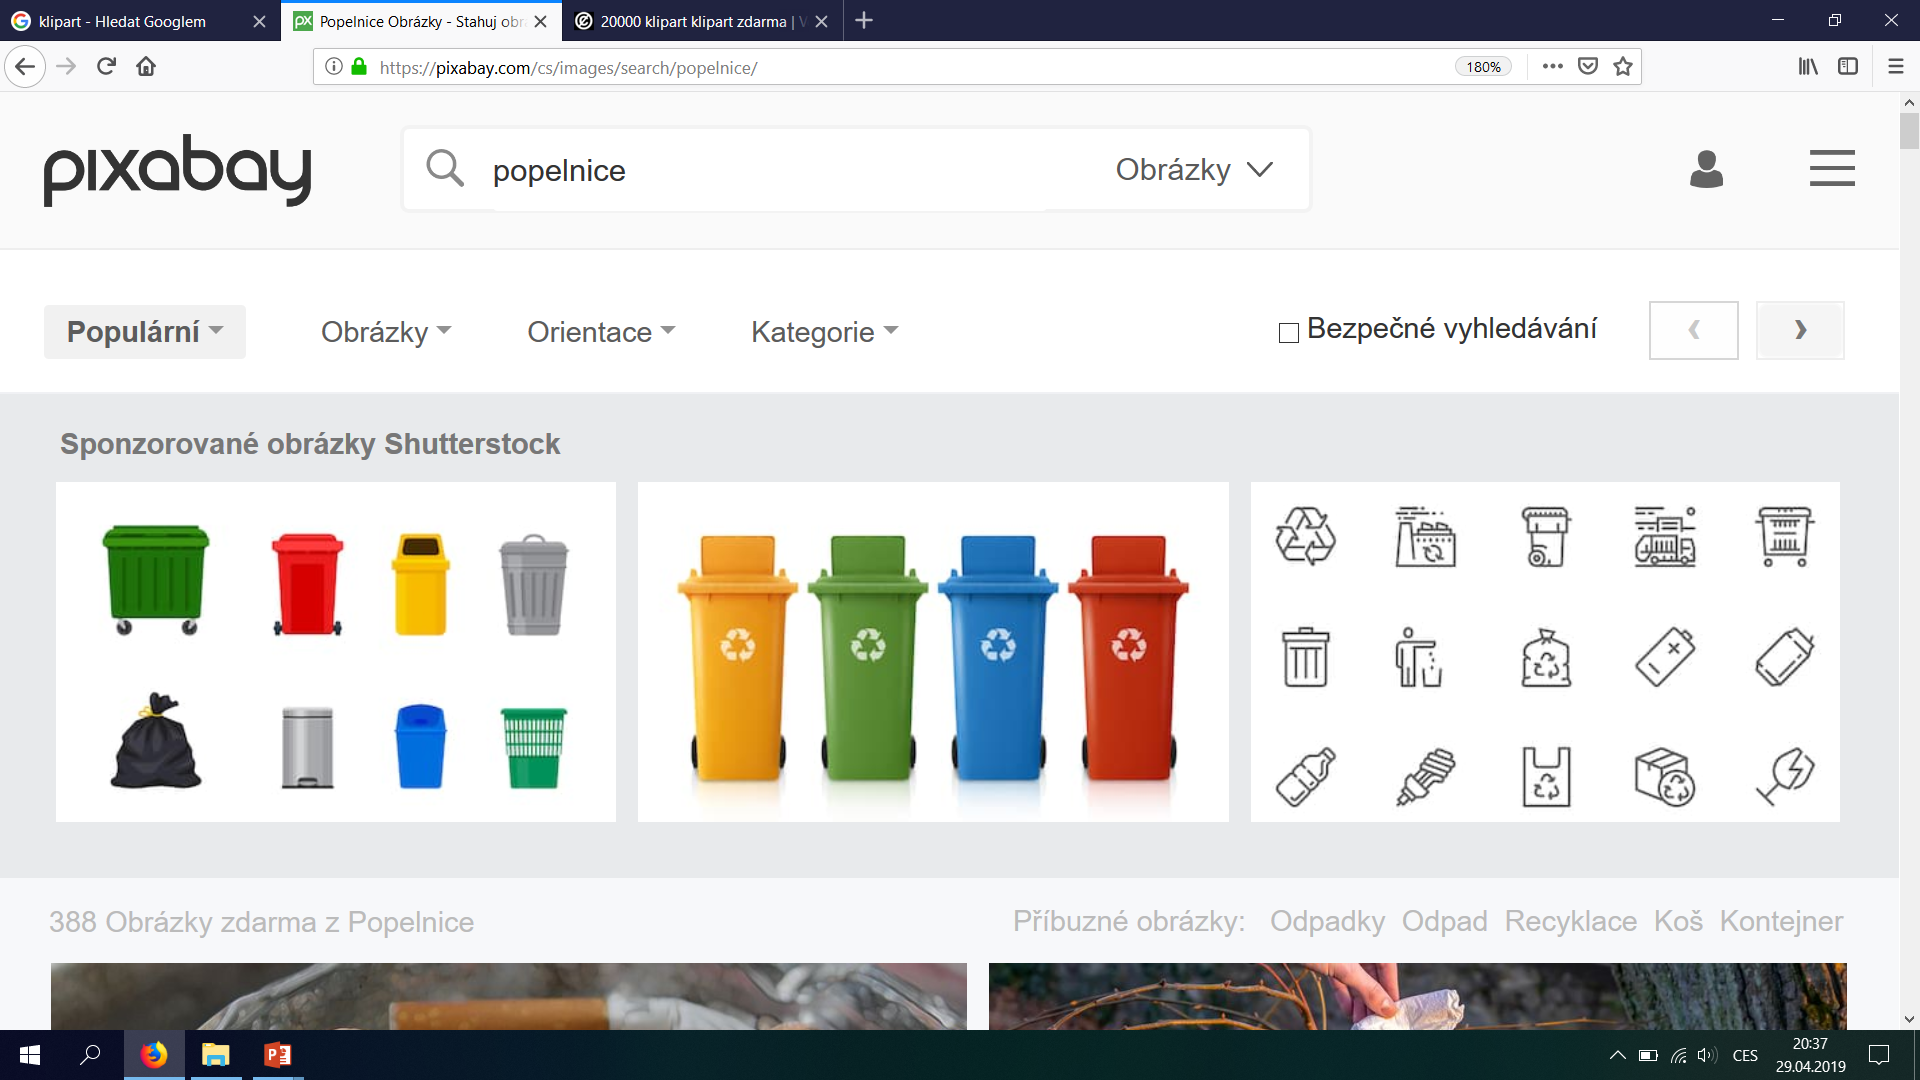 klipart - Hledat Googlem
Popelnice Obrázky - Stahuj obr
20000 klipart klipart zdarma |
https://pixabay.com/cs/images/search/popelnice/
180%
pixabay
popelnice
Obrázky
Populární
Obrázky
Orientace
Kategorie
Bezpečné vyhledávání
Sponzorované obrázky Shutterstock
388 Obrázky zdarma z Popelnice
Příbuzné obrázky: Odpadky Odpad Recyklace Koš Kontejner
CES
20:37
29.04.2019